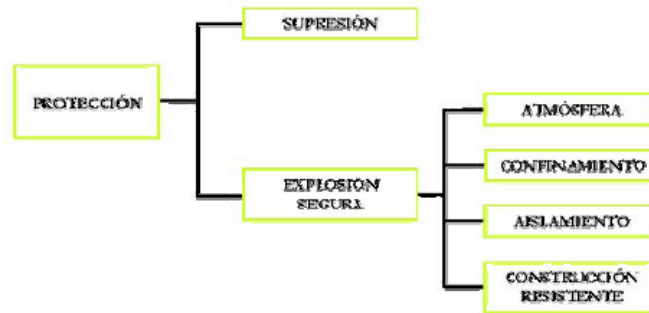 SUPRESIÓN
PROTECCIÓN
EXPLOSIÓN
SEGURA
ATMÓSFERA
CONFINAMIENTO
AISLAMIENTO
CONSTRUCCIÓN
RESISTENTE